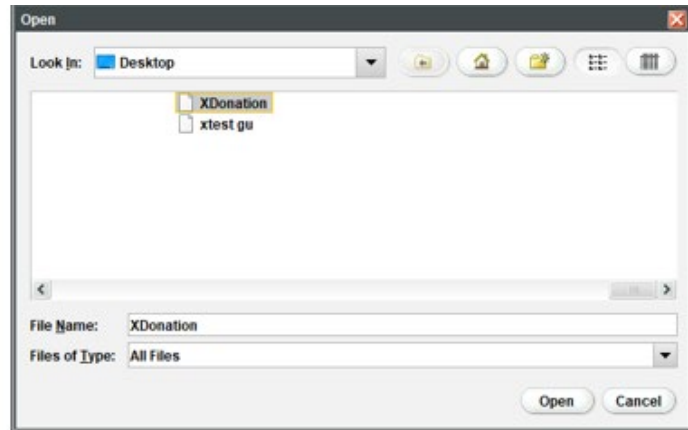 Open
Look In: Desktop
XDonation
xtest gu
File Name: XDonation
Files of Type: All Files
Open Cancel